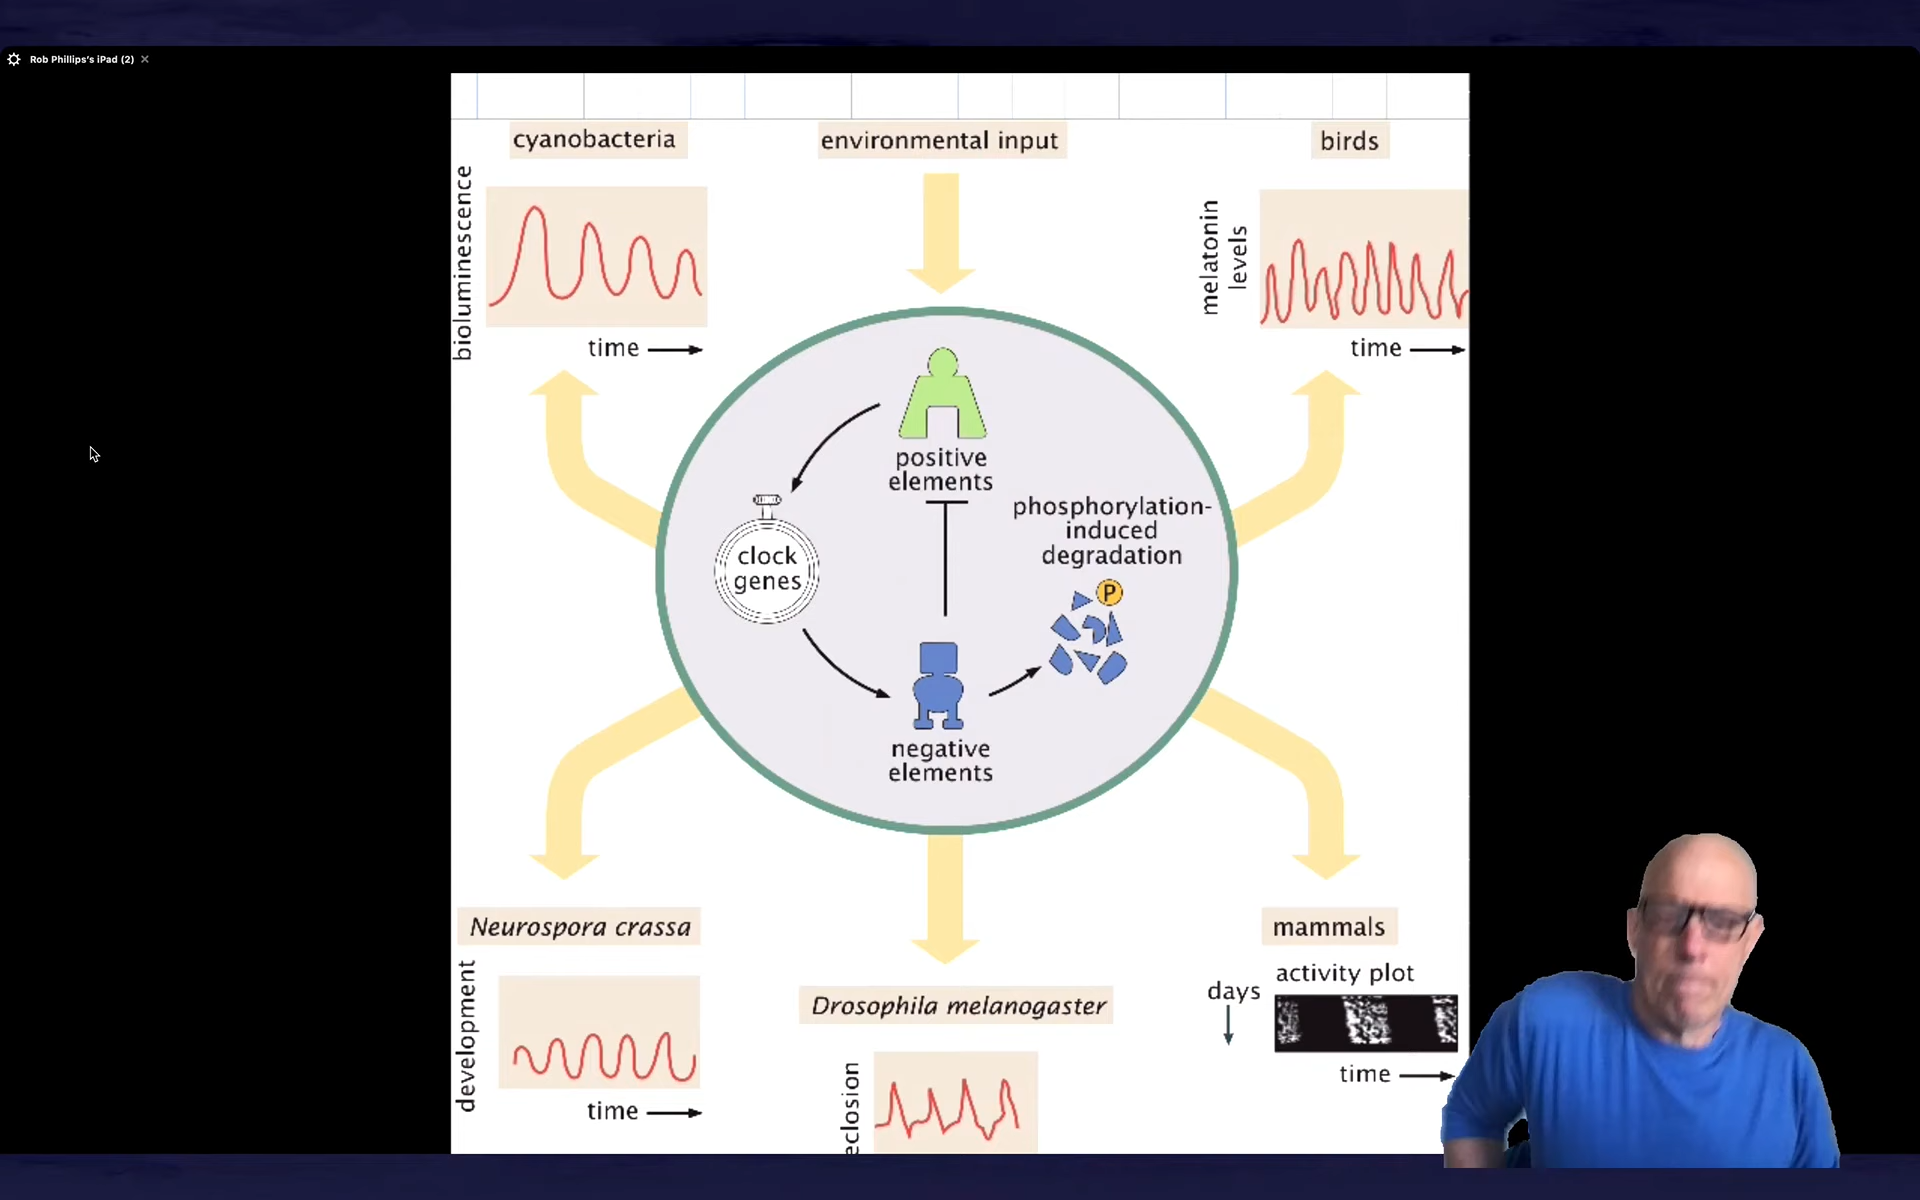 Rob Phillips's iPad (2)
cyanobacteria
environmental input
birds
bioluminescence
time
melatonin
levels
time
positive
elements
phosphorylation-
induced
degradation
P
clock
genes
negative
elements
Neurospora crassa
development
time
Drosophila melanogaster
eclosion
mammals
activity plot
days
time